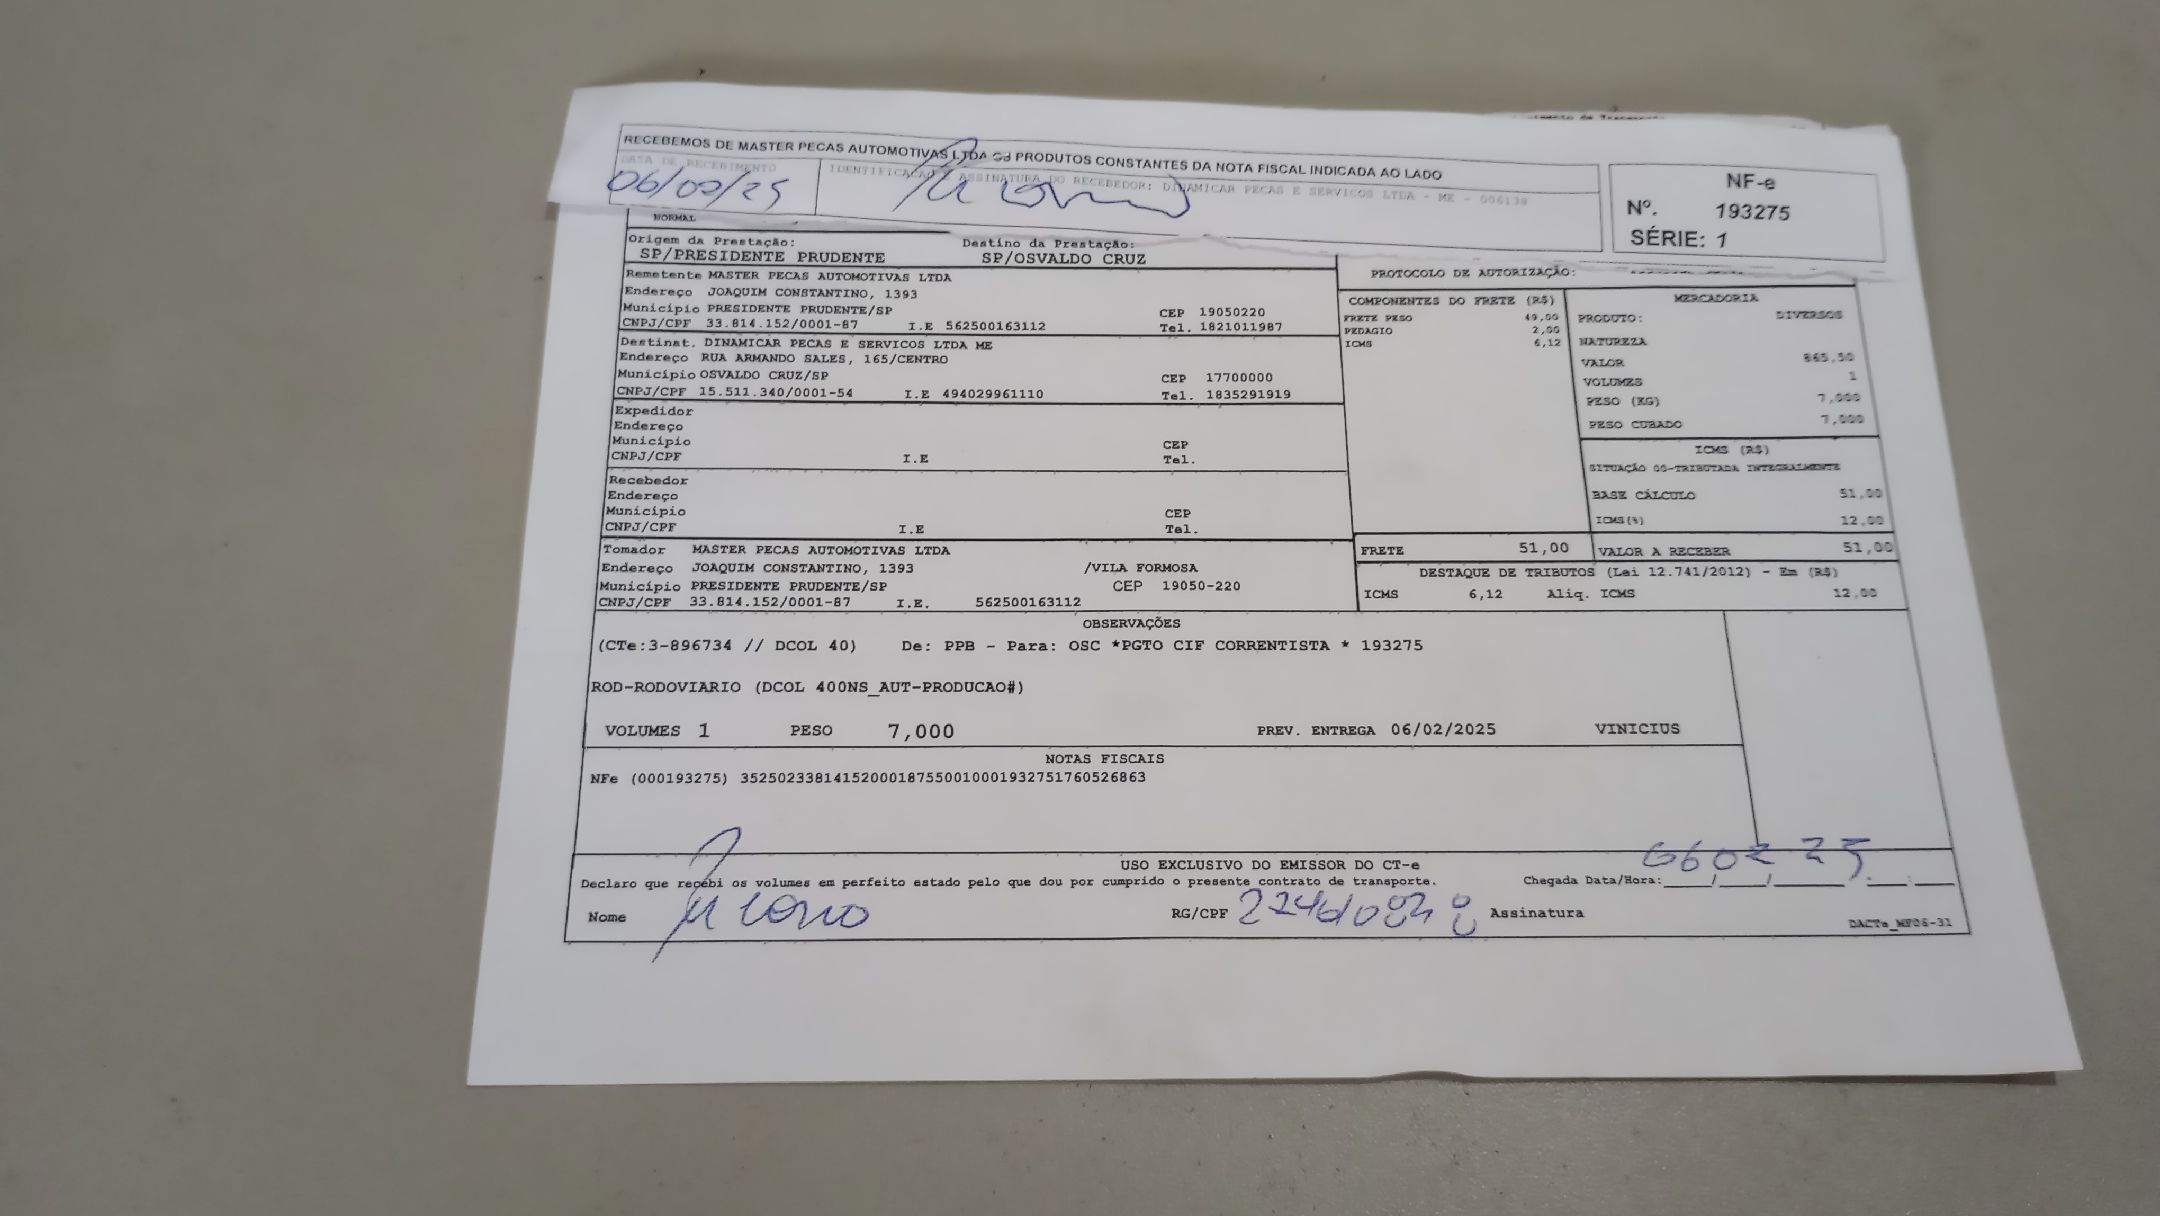 RECEBEMOS DE MASTER PECAS AUTOMOTIVAS LTDA OS PRODUTOS CONSTANTES DA NOTA FISCAL INDICADA AO LADO
DATA DE RECEBIMENTO
IDENTIFICACAO E ASSINATURA DO RECEBEDOR: DINAMICAR PECAS E SERVICOS LTDA - ME - 006138
06/02/25
NF-e
Nº. 193275
SÉRIE: 1
NORMAL
Origem da Prestação: Destino da Prestação:
SP/PRESIDENTE PRUDENTE SP/OSVALDO CRUZ
PROTOCOLO DE AUTORIZAÇÃO:
Remetente MASTER PECAS AUTOMOTIVAS LTDA
Endereço JOAQUIM CONSTANTINO, 1393
Município PRESIDENTE PRUDENTE/SP CEP 19050220
CNPJ/CPF 33.814.152/0001-87 I.E 562500163112 Tel. 1821011987
Destinat. DINAMICAR PECAS E SERVICOS LTDA ME
Endereço RUA ARMANDO SALES, 165/CENTRO
Município OSVALDO CRUZ/SP CEP 17700000
CNPJ/CPF 15.511.340/0001-54 I.E 494029961110 Tel. 1835291919
Expedidor
Endereço
Município CEP
CNPJ/CPF I.E Tel.
Recebedor
Endereço
Município CEP
CNPJ/CPF I.E Tel.
Tomador MASTER PECAS AUTOMOTIVAS LTDA
Endereço JOAQUIM CONSTANTINO, 1393 /VILA FORMOSA
Município PRESIDENTE PRUDENTE/SP CEP 19050-220
CNPJ/CPF 33.814.152/0001-87 I.E. 562500163112
COMPONENTES DO FRETE (R$)
FRETE PESO 49,00
PEDAGIO 2,00
ICMS 6,12
FRETE 51,00
MERCADORIA
PRODUTO: DIVERSOS
NATUREZA
VALOR 865,50
VOLUMES 1
PESO (KG) 7,000
PESO CUBADO 7,000
ICMS (R$)
SITUAÇÃO 00-TRIBUTADA INTEGRALMENTE
BASE CÁLCULO 51,00
ICMS(%) 12,00
VALOR A RECEBER 51,00
DESTAQUE DE TRIBUTOS (Lei 12.741/2012) - Em (R$)
ICMS 6,12 Aliq. ICMS 12,00
OBSERVAÇÕES
(CTe:3-896734 // DCOL 40) De: PPB - Para: OSC *PGTO CIF CORRENTISTA * 193275
ROD-RODOVIARIO (DCOL 400NS_AUT-PRODUCAO#)
VOLUMES 1 PESO 7,000 PREV. ENTREGA 06/02/2025 VINICIUS
NOTAS FISCAIS
NFe (000193275) 35250233814152000187550010001932751760526863
USO EXCLUSIVO DO EMISSOR DO CT-e
Declaro que recebi os volumes em perfeito estado pelo que dou por cumprido o presente contrato de transporte.
Chegada Data/Hora:____/____/______ ___:___
06 02 25
Nome RG/CPF Assinatura
DACTe_MF06-31